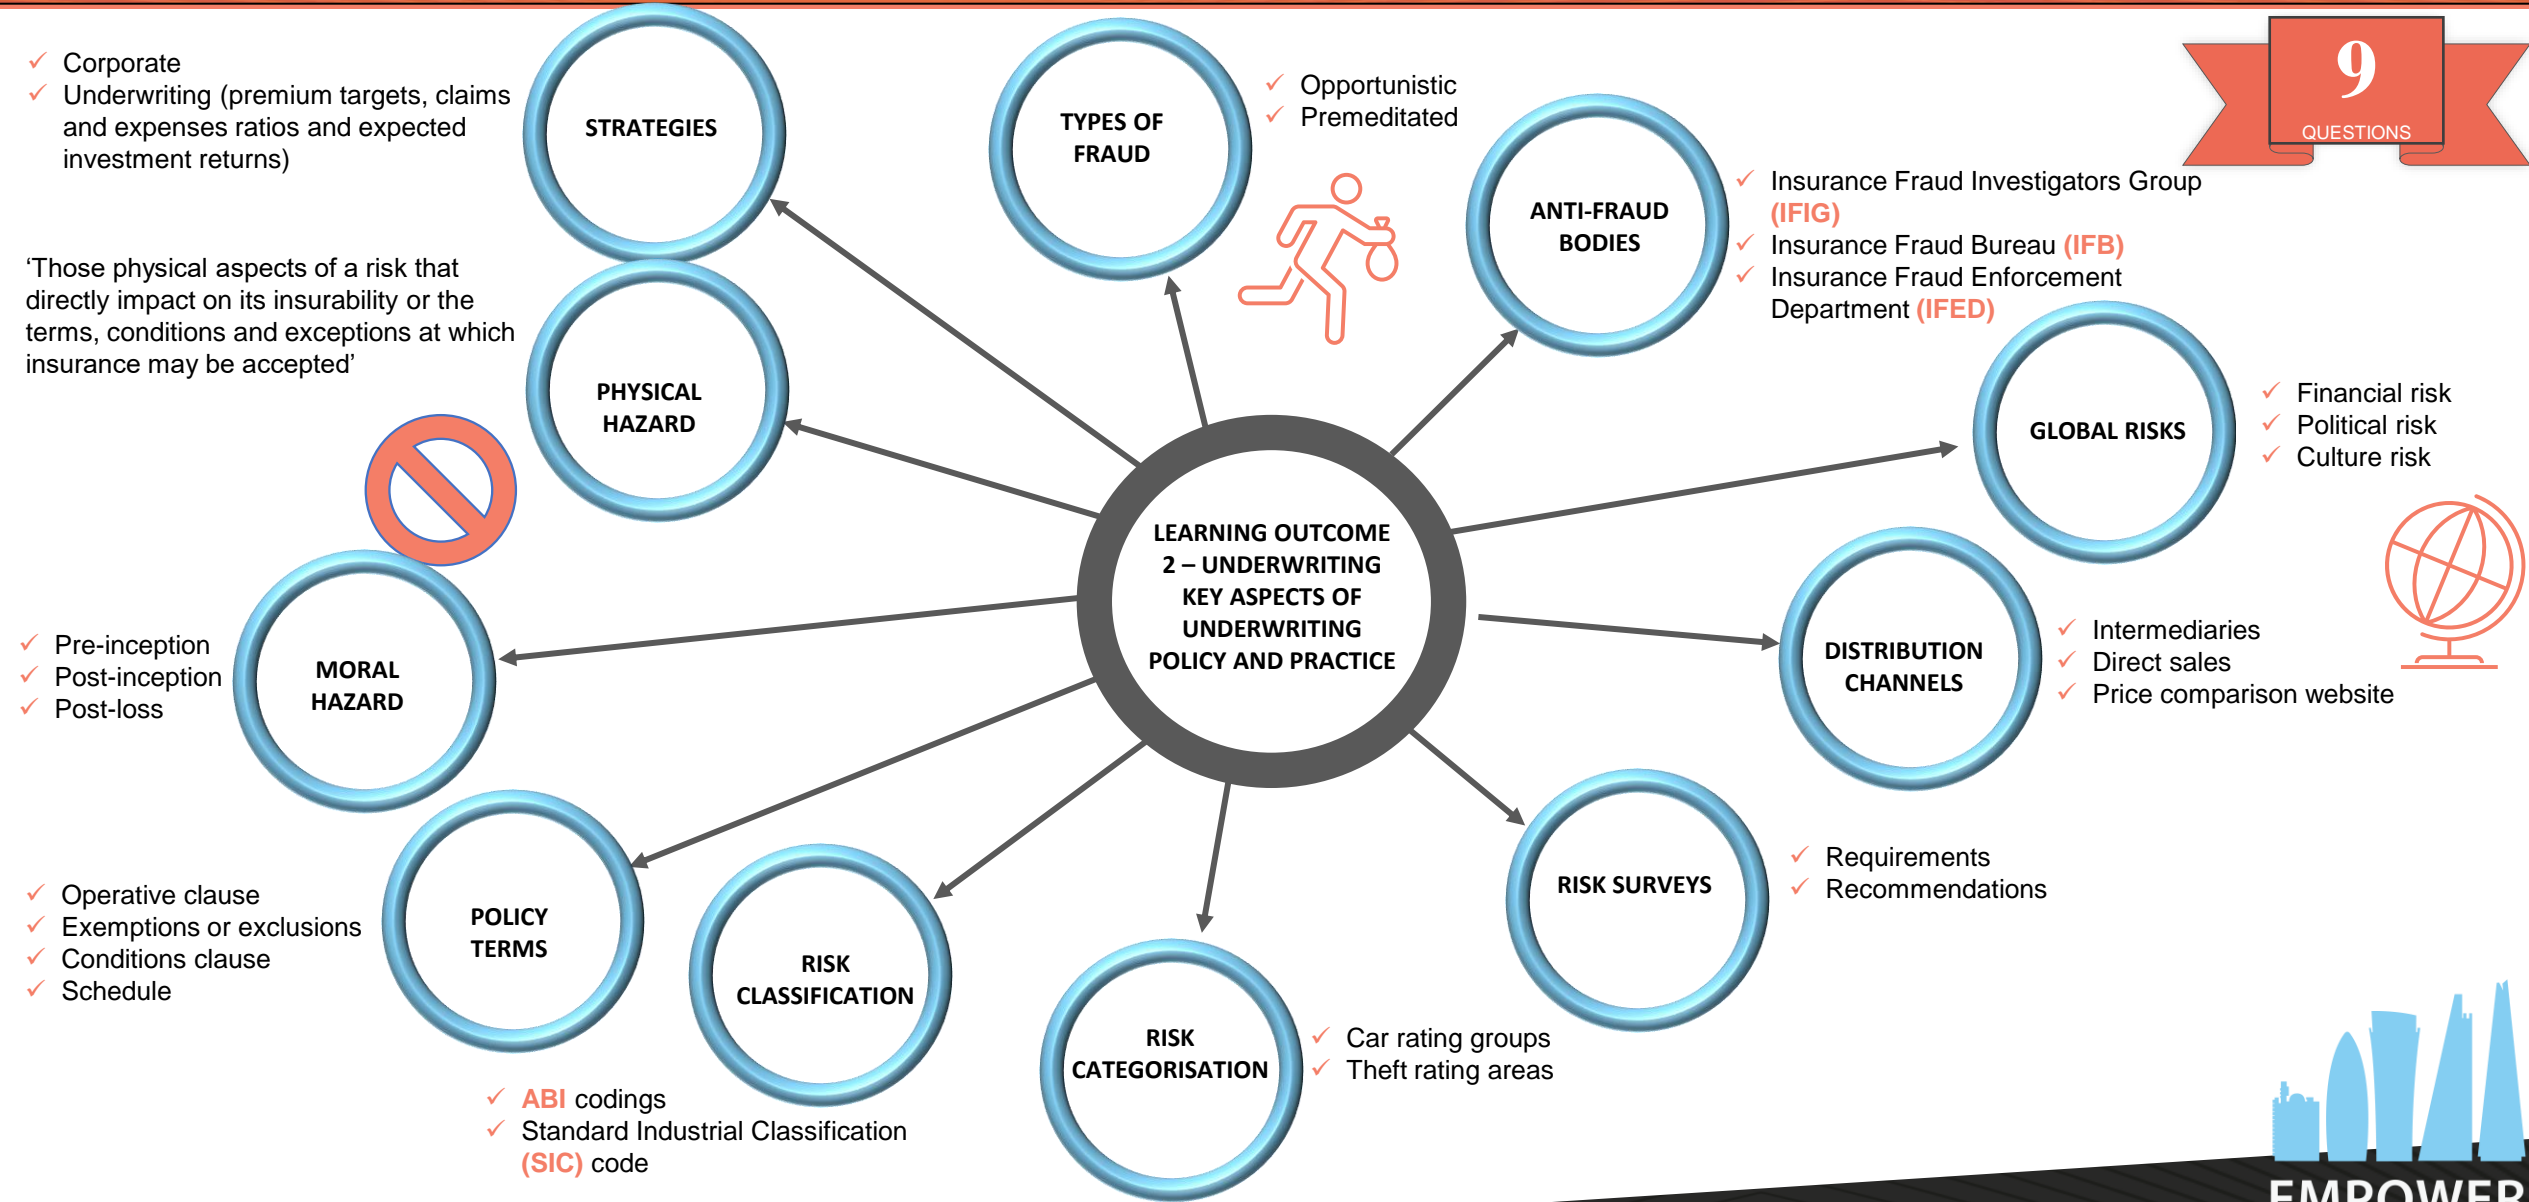 Corporate
Underwriting (premium targets, claims
and expenses ratios and expected
investment returns)
STRATEGIES
TYPES OF
FRAUD
Opportunistic
Premeditated
ANTI-FRAUD
BODIES
Insurance Fraud Investigators Group
(IFIG)
Insurance Fraud Bureau (IFB)
Insurance Fraud Enforcement
Department (IFED)
9
QUESTIONS
‘Those physical aspects of a risk that
directly impact on its insurability or the
terms, conditions and exceptions at which
insurance may be accepted’
PHYSICAL
HAZARD
GLOBAL RISKS
Financial risk
Political risk
Culture risk
LEARNING OUTCOME
2 – UNDERWRITING
KEY ASPECTS OF
UNDERWRITING
POLICY AND PRACTICE
Pre-inception
Post-inception
Post-loss
MORAL
HAZARD
DISTRIBUTION
CHANNELS
Intermediaries
Direct sales
Price comparison website
Operative clause
Exemptions or exclusions
Conditions clause
Schedule
POLICY
TERMS
RISK
CLASSIFICATION
ABI codings
Standard Industrial Classification
(SIC) code
RISK
CATEGORISATION
Car rating groups
Theft rating areas
RISK SURVEYS
Requirements
Recommendations
EMPOWER